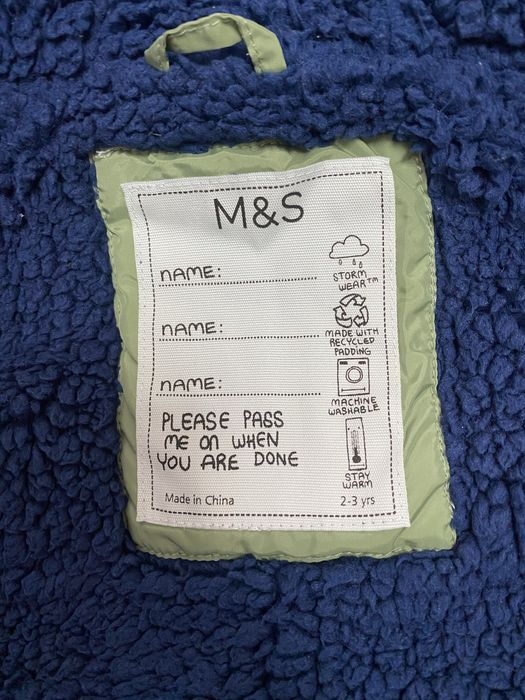 M&S
NAME:
NAME:
NAME:
PLEASE PASS
ME ON WHEN
YOU ARE DONE
Made in China
STORM
WEAR™
MADE WITH
RECYCLED
PADDING
MACHINE
WASHABLE
STAY
WARM
2-3 yrs